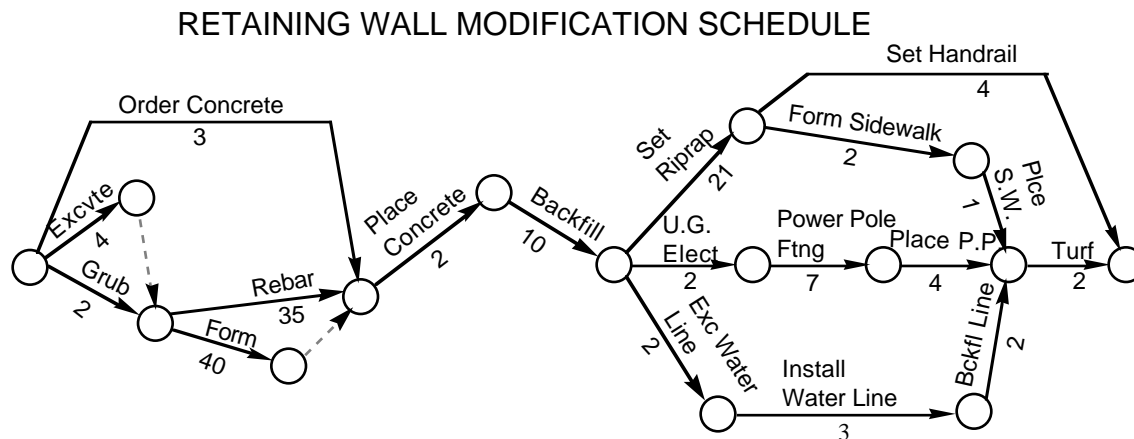 RETAINING WALL MODIFICATION SCHEDULE
Set Handrail
4
Order Concrete
3
Form Sidewalk
2
Set
Riprap
21
Plce
S.W.
1
Excvte
4
Place
Concrete
2
Backfill
10
U.G.
Elect
2
Power Pole
Ftng
7
Place P.P
4
Turf
2
Grub
2
Rebar
35
Form
40
Exc Water
Line
2
Install
Water Line
3
Bckfl Line
2